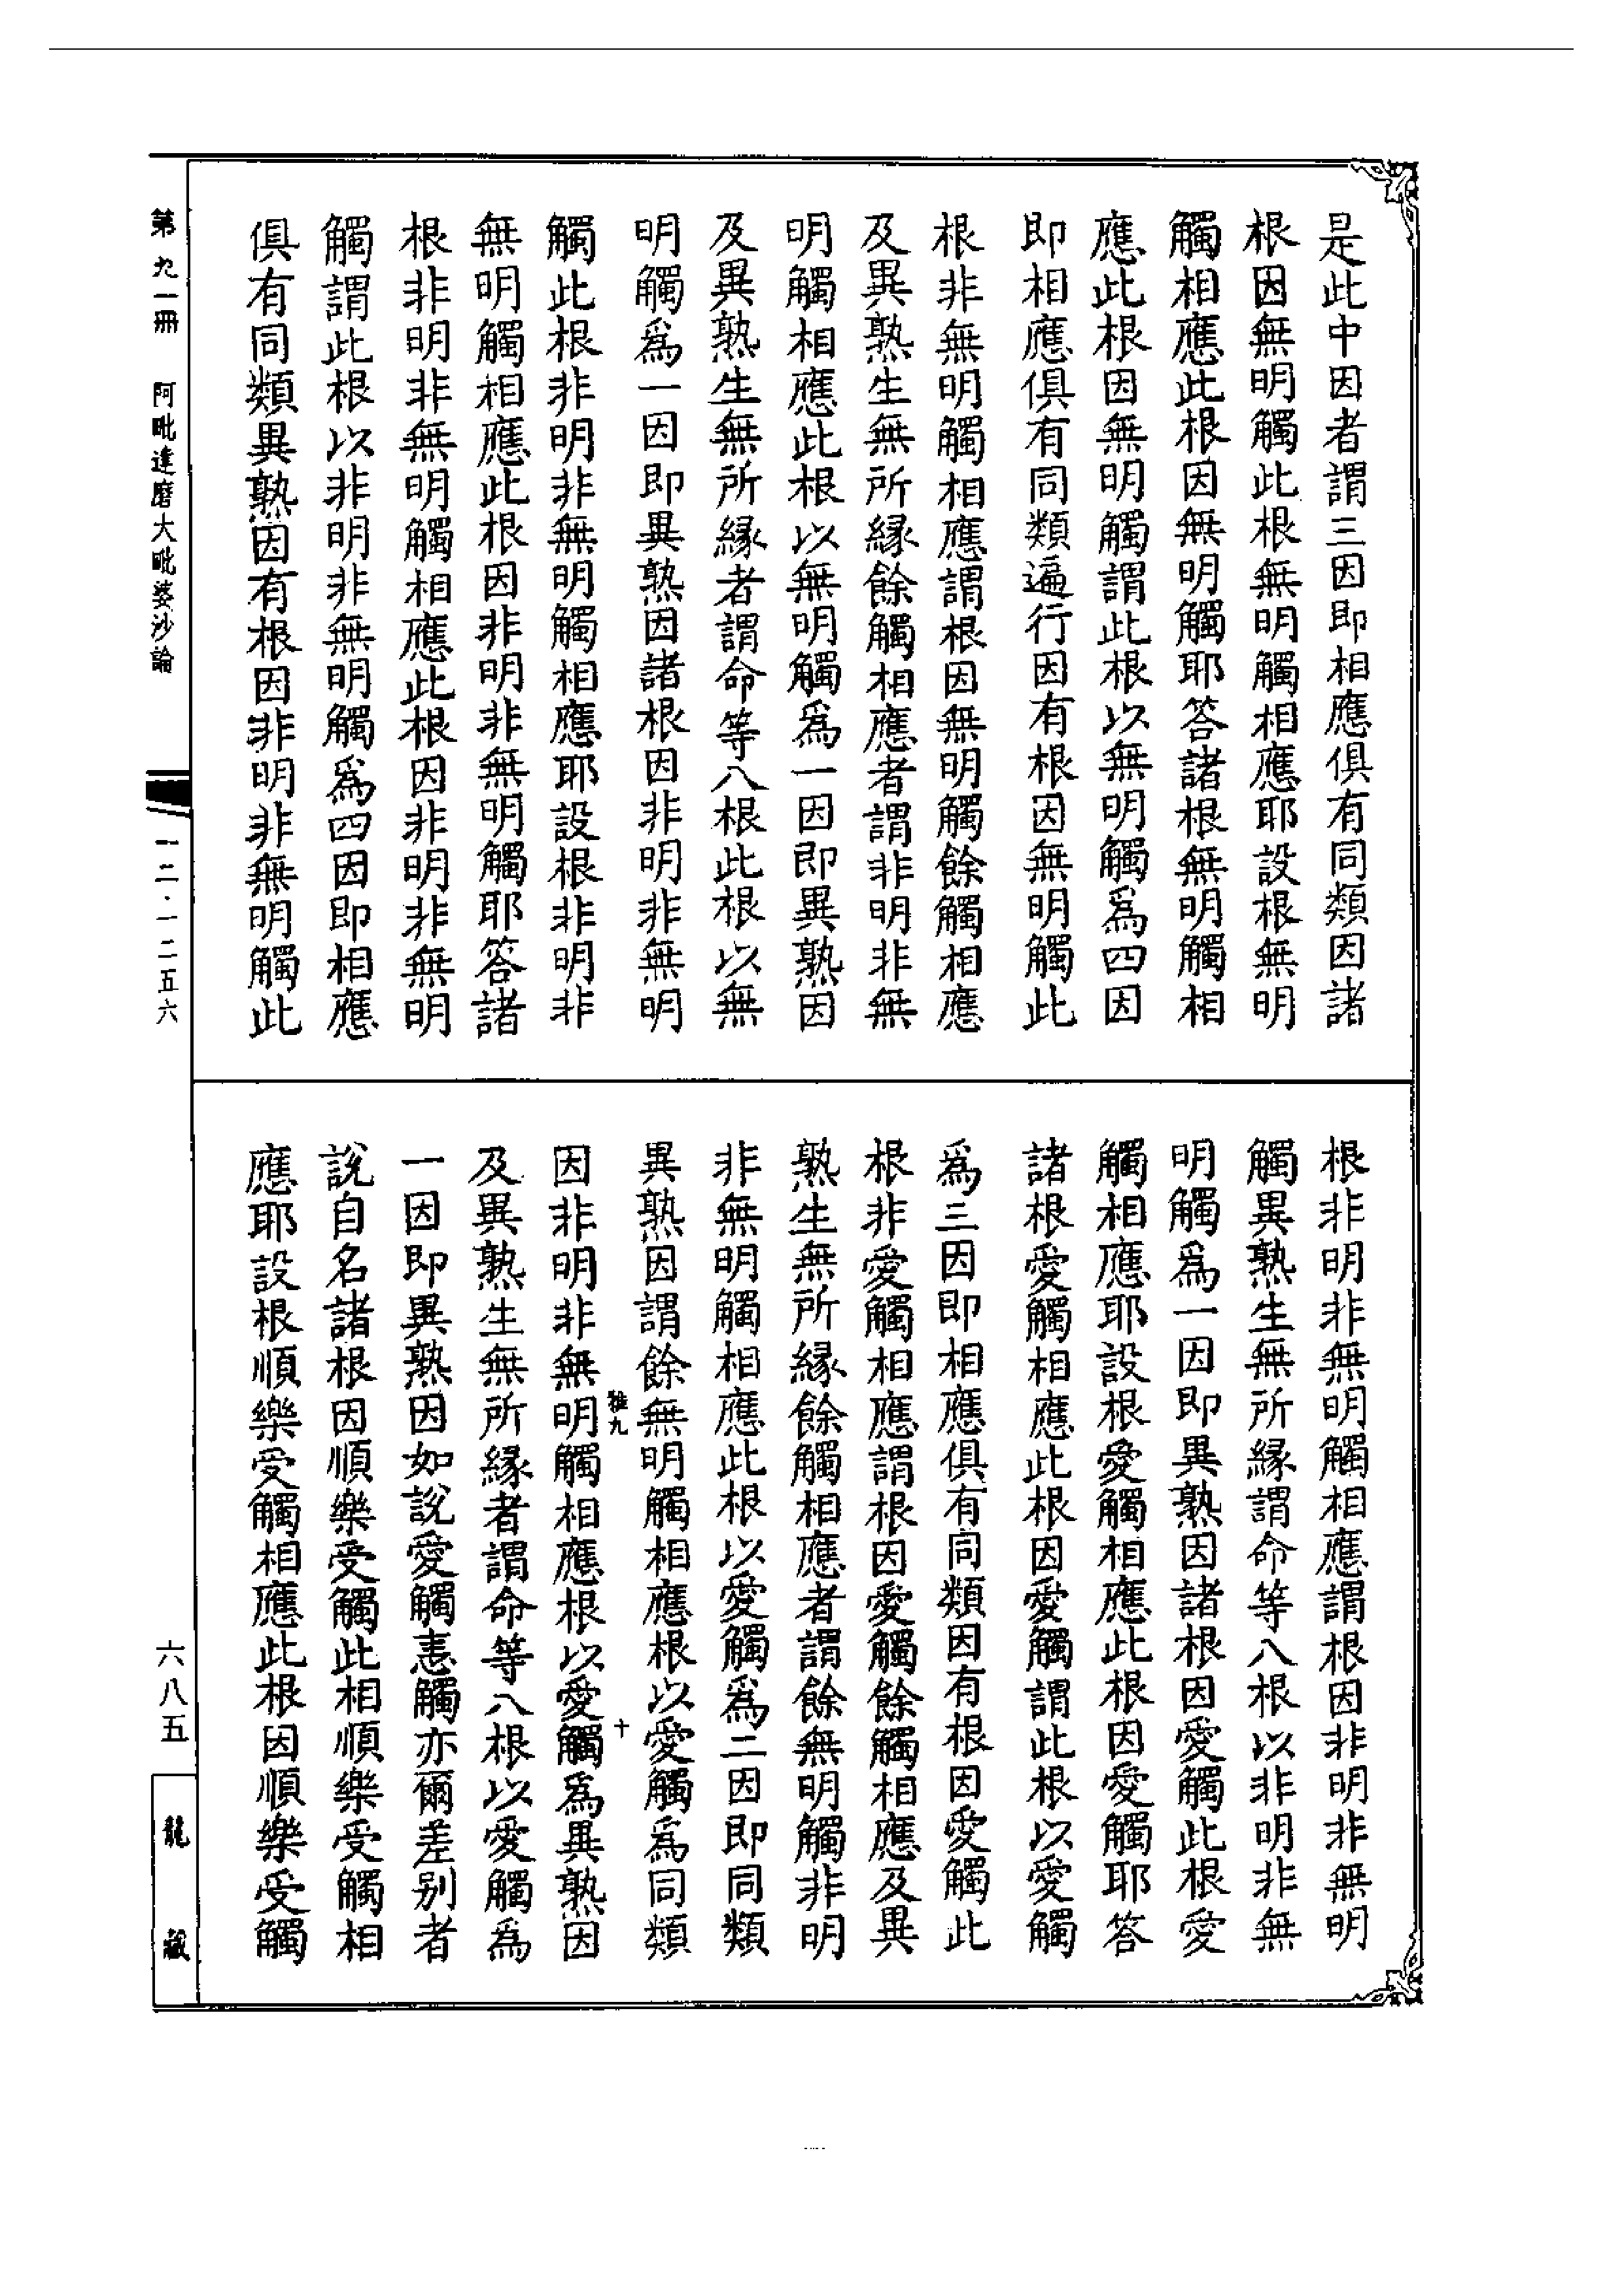 是此中因者謂三因即相應俱有同類因諸
根因無明觸此根無明觸相應耶設根無明
觸相應此根因無明觸耶答諸根無明觸相
應此根因無明觸謂此根以無明觸爲四因
即相應俱有同類遍行因有根因無明觸此
根非無明觸相應謂根因無明觸餘觸相應
及異熟生無所緣餘觸相應者謂非明非無
明觸相應此根以無明觸爲一因即異熟因
及異熟生無所緣者謂命等八根此根以無
明觸爲一因即異熟因諸根因非明非無明
觸此根非明非無明觸相應耶設根非明非
無明觸相應此根因非明非無明觸耶答諸
根非明非無明觸相應此根因非明非無明
觸謂此根以非明非無明觸爲四因即相應
俱有同類異熟因有根因非明非無明觸此
根非明非無明觸相應謂根因非明非無明
觸異熟生無所緣謂命等八根以非明非無
明觸爲一因即異熟因諸根因愛觸此根愛
觸相應耶設根愛觸相應此根因愛觸耶答
諸根愛觸相應此根因愛觸謂此根以愛觸
爲三因即相應俱有同類因有根因愛觸此
根非愛觸相應謂根因愛觸餘觸相應及異
熟生無所緣餘觸相應者謂餘無明觸非明
非無明觸相應此根以愛觸爲二因即同類
異熟因謂餘無明觸相應根以愛觸爲同類
因非明非無明觸相應根以愛觸爲異熟因
及異熟生無所緣者謂命等八根以愛觸爲
一因即異熟因如說愛觸恚觸亦爾差别者
說自名諸根因順樂受觸此相順樂受觸相
應耶設根順樂受觸相應此根因順樂受觸
雅九
十
第九一冊 阿毗達磨大毗婆沙論
一二·一二五六
六八五
龍藏